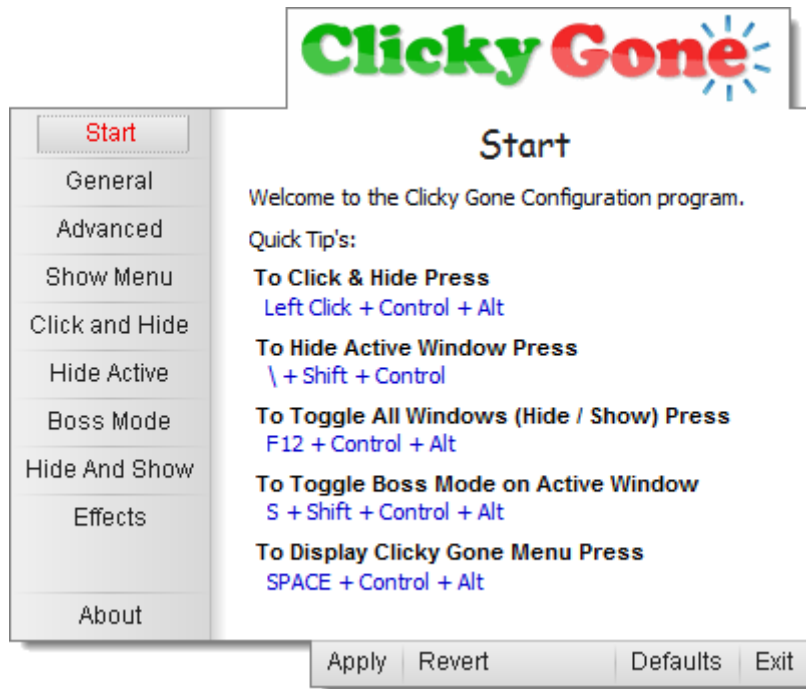 Clicky Gone
Start
General
Advanced
Show Menu
Click and Hide
Hide Active
Boss Mode
Hide And Show
Effects
About
Start
Welcome to the Clicky Gone Configuration program.
Quick Tip's:
To Click & Hide Press
Left Click + Control + Alt
To Hide Active Window Press
\ + Shift + Control
To Toggle All Windows (Hide / Show) Press
F12 + Control + Alt
To Toggle Boss Mode on Active Window
S + Shift + Control + Alt
To Display Clicky Gone Menu Press
SPACE + Control + Alt
Apply Revert Defaults Exit